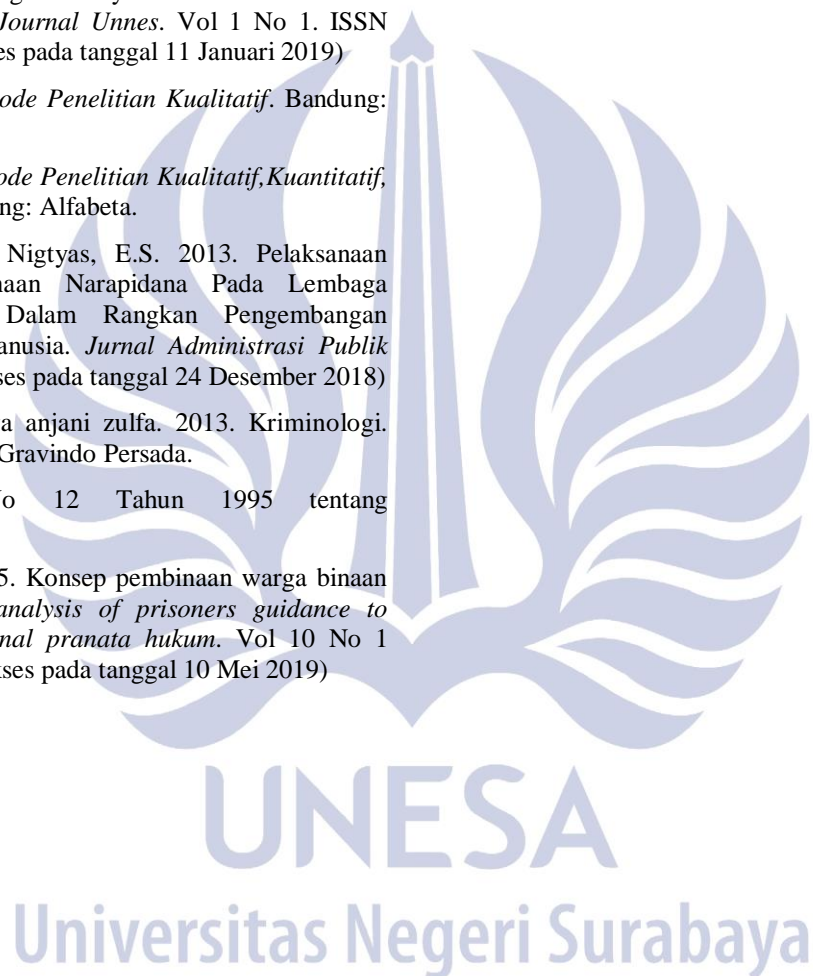 Journal Unnes. Vol 1 No 1. ISSN
es pada tanggal 11 Januari 2019)
ode Penelitian Kualitatif. Bandung:
ode Penelitian Kualitatif,Kuantitatif,
ng: Alfabeta.
Nigtyas, E.S. 2013. Pelaksanaan
naan Narapidana Pada Lembaga
Dalam Rangkan Pengembangan
anusia. Jurnal Administrasi Publik
ses pada tanggal 24 Desember 2018)
a anjani zulfa. 2013. Kriminologi.
Gravindo Persada.
o 12 Tahun 1995 tentang
5. Konsep pembinaan warga binaan
analysis of prisoners guidance to
nal pranata hukum. Vol 10 No 1
kses pada tanggal 10 Mei 2019)
UNESA
Universitas Negeri Surabaya